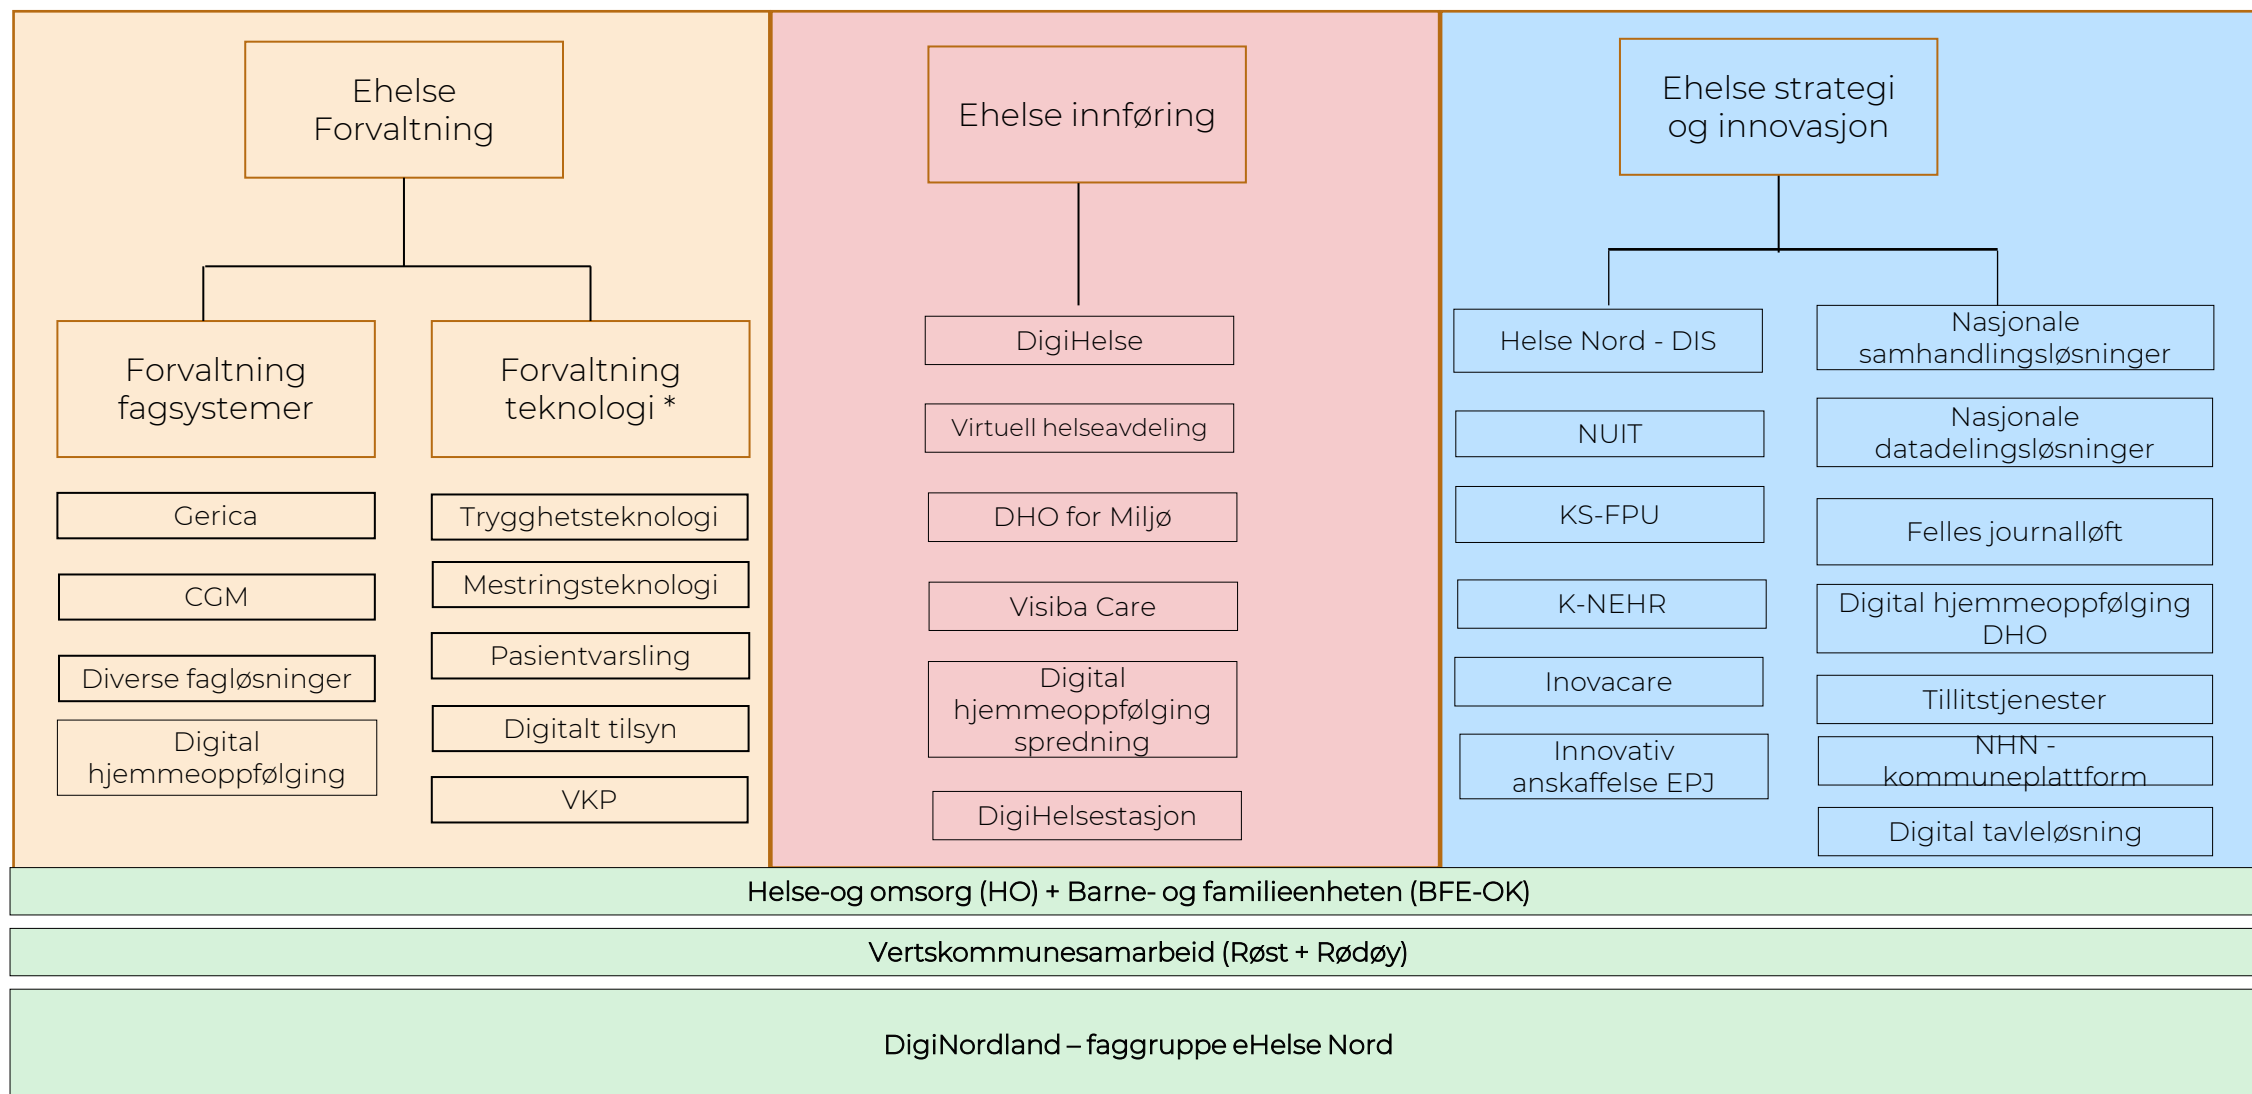 Ehelse
Forvaltning
Forvaltning
fagsystemer
Gerica
CGM
Diverse fagløsninger
Digital
hjemmeoppfølging
Forvaltning
teknologi *
Trygghetsteknologi
Mestringsteknologi
Pasientvarsling
Digitalt tilsyn
VKP
Ehelse innføring
DigiHelse
Virtuell helseavdeling
DHO for Miljø
Visiba Care
Digital
hjemmeoppfølging
spredning
DigiHelsestasjon
Ehelse strategi
og innovasjon
Helse Nord - DIS
NUIT
KS-FPU
K-NEHR
Inovacare
Innovativ
anskaffelse EPJ
Nasjonale
samhandlingsløsninger
Nasjonale
datadelingsløsninger
Felles journalløft
Digital hjemmeoppfølging
DHO
Tillitstjenester
NHN -
kommuneplattform
Digital tavleløsning
Helse-og omsorg (HO) + Barne- og familieenheten (BFE-OK)
Vertskommunesamarbeid (Røst + Rødøy)
DigiNordland – faggruppe eHelse Nord